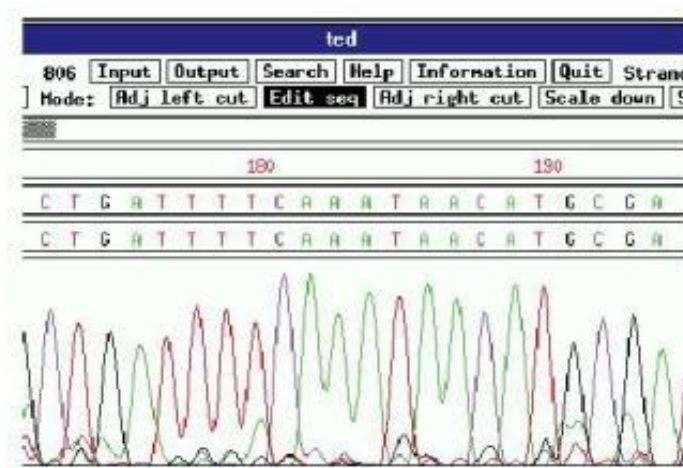 ted
806 Input Output Search Help Information Quit Strand
Mode: Adj left cut Edit seq Adj right cut Scale down
180 190
C T G A T T T T C A A A T A A C A T G C G A
C T G A T T T T C A A A T A A C A T G C G A